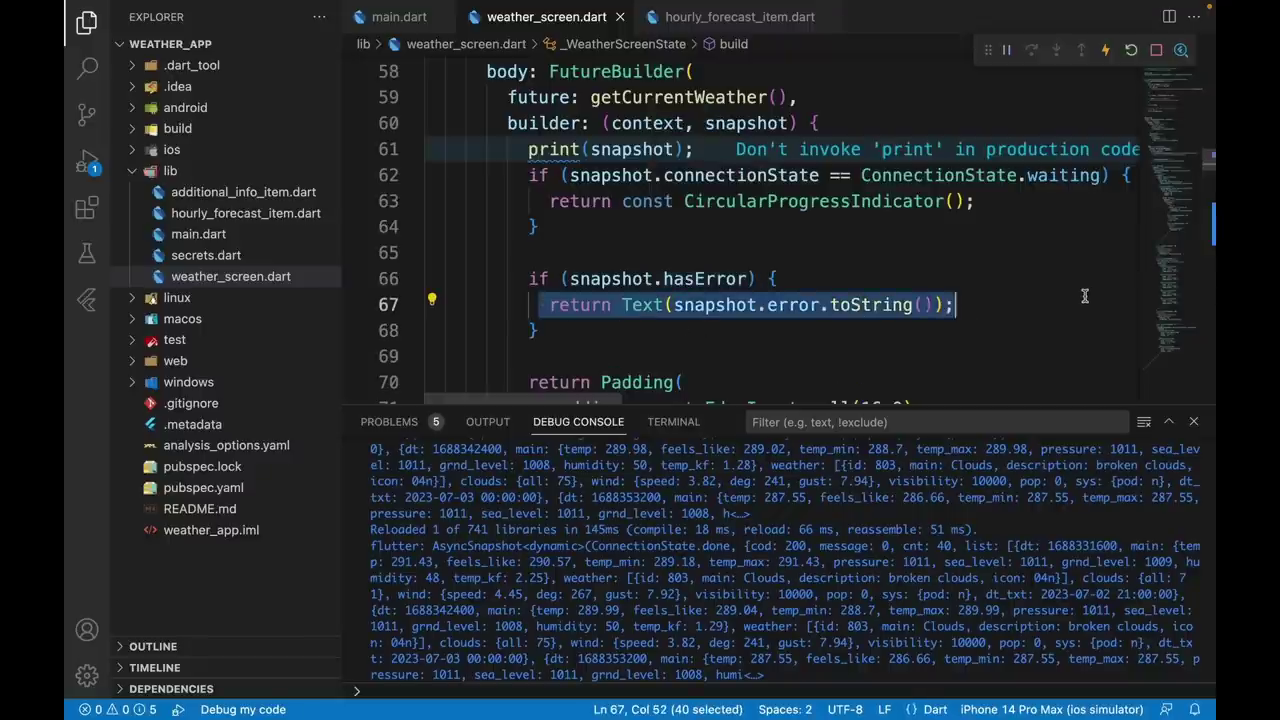 EXPLORER
WEATHER_APP
.dart_tool
.idea
android
build
ios
lib
additional_info_item.dart
hourly_forecast_item.dart
main.dart
secrets.dart
weather_screen.dart
linux
macos
test
web
windows
.gitignore
.metadata
analysis_options.yaml
pubspec.lock
pubspec.yaml
README.md
weather_app.iml
OUTLINE
TIMELINE
DEPENDENCIES
1
main.dart weather_screen.dart hourly_forecast_item.dart
lib > weather_screen.dart > _WeatherScreenState > build
58 body: FutureBuilder(
59 future: getCurrentWeather(),
60 builder: (context, snapshot) {
61 print(snapshot); Don't invoke 'print' in production code
62 if (snapshot.connectionState == ConnectionState.waiting) {
63 return const CircularProgressIndicator();
64 }
65
66 if (snapshot.hasError) {
67 return Text(snapshot.error.toString());
68 }
69
70 return Padding(
PROBLEMS 5 OUTPUT DEBUG CONSOLE TERMINAL Filter (e.g. text, !exclude)
0}, {dt: 1688342400, main: {temp: 289.98, feels_like: 289.02, temp_min: 288.7, temp_max: 289.98, pressure: 1011, sea_lev
el: 1011, grnd_level: 1008, humidity: 50, temp_kf: 1.28}, weather: [{id: 803, main: Clouds, description: broken clouds,
icon: 04n}], clouds: {all: 75}, wind: {speed: 3.82, deg: 241, gust: 7.94}, visibility: 10000, pop: 0, sys: {pod: n}, dt_
txt: 2023-07-03 00:00:00}, {dt: 1688353200, main: {temp: 287.55, feels_like: 286.66, temp_min: 287.55, temp_max: 287.55,
pressure: 1011, sea_level: 1011, grnd_level: 1008, h<…>
Reloaded 1 of 741 libraries in 145ms (compile: 18 ms, reload: 66 ms, reassemble: 51 ms).
flutter: AsyncSnapshot<dynamic>(ConnectionState.done, {cod: 200, message: 0, cnt: 40, list: [{dt: 1688331600, main: {tem
p: 291.43, feels_like: 290.57, temp_min: 289.18, temp_max: 291.43, pressure: 1011, sea_level: 1011, grnd_level: 1009, hu
midity: 48, temp_kf: 2.25}, weather: [{id: 803, main: Clouds, description: broken clouds, icon: 04n}], clouds: {all: 7
1}, wind: {speed: 4.45, deg: 267, gust: 7.92}, visibility: 10000, pop: 0, sys: {pod: n}, dt_txt: 2023-07-02 21:00:00},
{dt: 1688342400, main: {temp: 289.99, feels_like: 289.04, temp_min: 288.7, temp_max: 289.99, pressure: 1011, sea_level:
1011, grnd_level: 1008, humidity: 50, temp_kf: 1.29}, weather: [{id: 803, main: Clouds, description: broken clouds, ico
n: 04n}], clouds: {all: 75}, wind: {speed: 3.82, deg: 241, gust: 7.94}, visibility: 10000, pop: 0, sys: {pod: n}, dt_tx
t: 2023-07-03 00:00:00}, {dt: 1688353200, main: {temp: 287.55, feels_like: 286.66, temp_min: 287.55, temp_max: 287.55, p
ressure: 1011, sea_level: 1011, grnd_level: 1008, humi<…>
0 0 5 Debug my code Ln 67, Col 52 (40 selected) Spaces: 2 UTF-8 LF {} Dart iPhone 14 Pro Max (ios simulator)